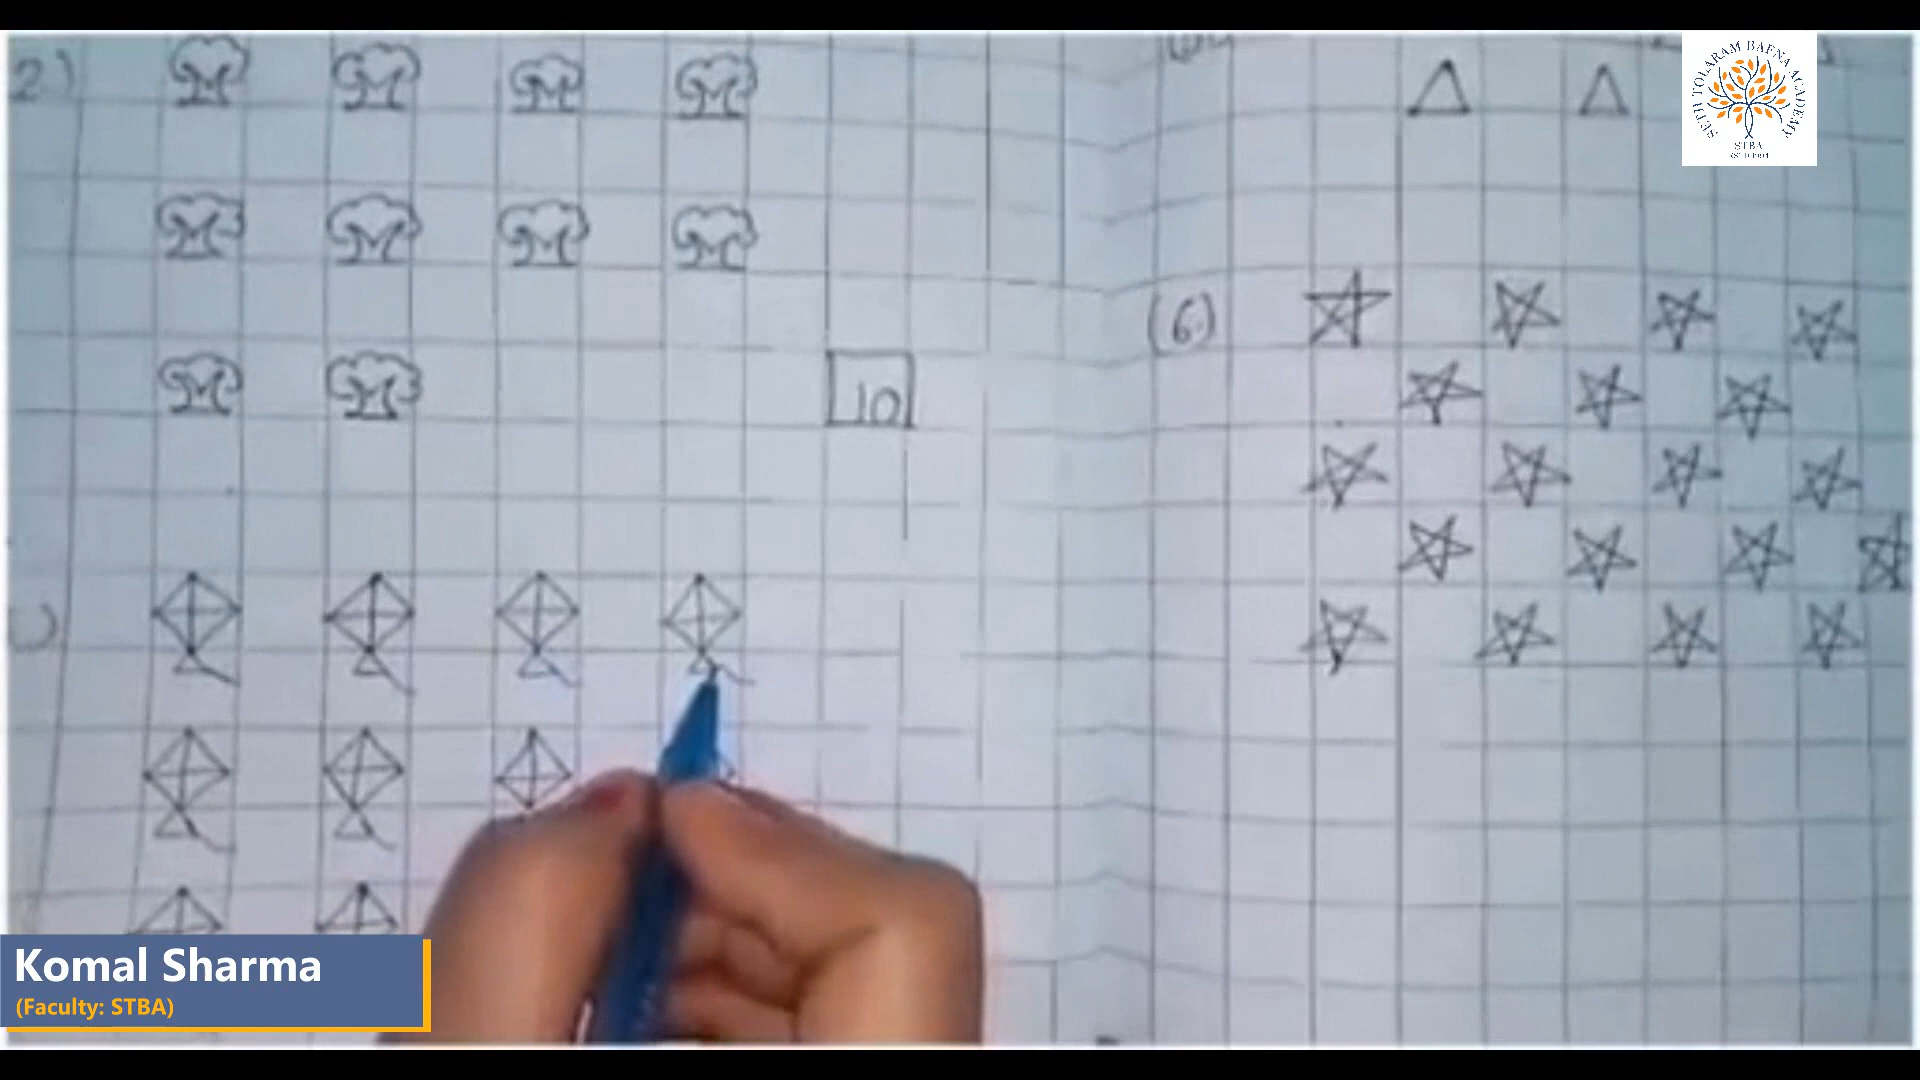 2.)
10
(6.)
SETH TOLARAM BAFNA ACADEMY
STBA
Komal Sharma
(Faculty: STBA)